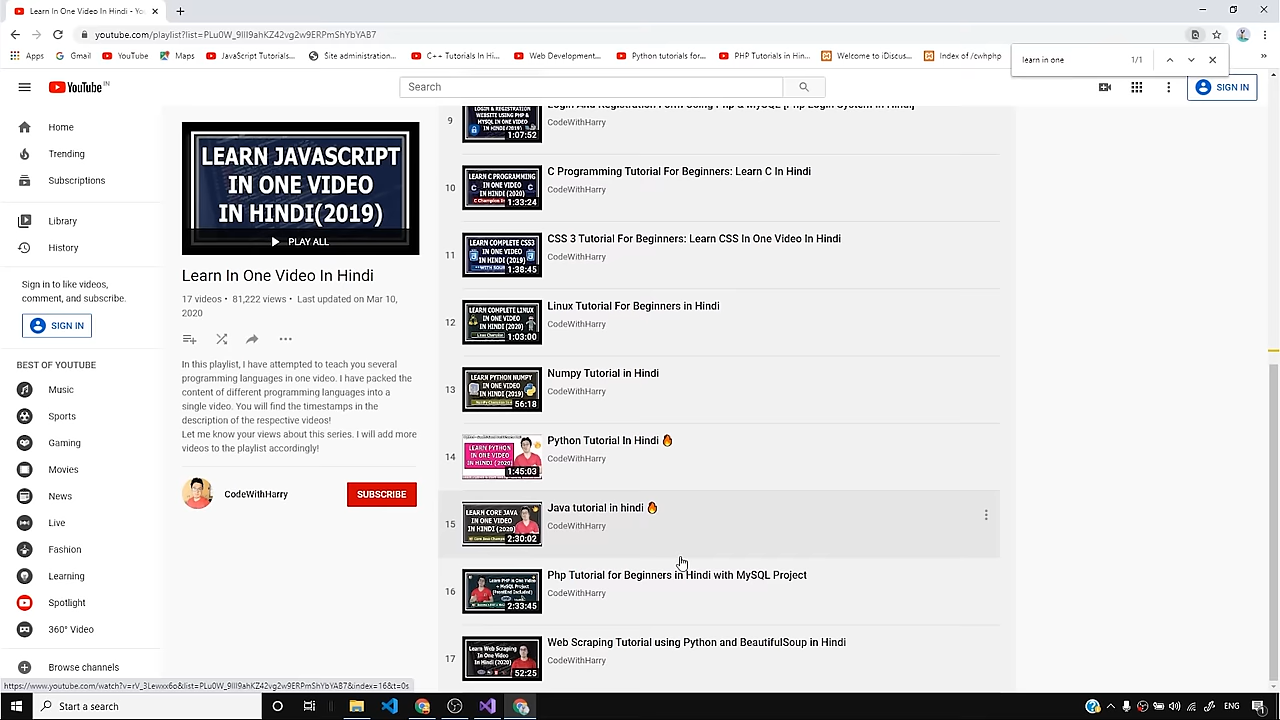 Learn In One Video In Hindi - Yo
youtube.com/playlist?list=PLu0W_9lII9ahKZ42vg2w9ERPmShYbYAB7
Apps
Gmail
YouTube
Maps
JavaScript Tutorials...
Site administration...
C++ Tutorials In Hi...
Web Development...
Python tutorials for...
PHP Tutorials in Hin...
Welcome to iDiscus...
Index of /cwhphp
learn in one
1/1
YouTube IN
Search
SIGN IN
Home
Trending
Subscriptions
Library
History
Sign in to like videos,
comment, and subscribe.
SIGN IN
BEST OF YOUTUBE
Music
Sports
Gaming
Movies
News
Live
Fashion
Learning
Spotlight
360° Video
Browse channels
LEARN JAVASCRIPT
IN ONE VIDEO
IN HINDI(2019)
PLAY ALL
Learn In One Video In Hindi
17 videos • 81,222 views • Last updated on Mar 10,
2020
In this playlist, I have attempted to teach you several
programming languages in one video. I have packed the
content of different programming languages into a
single video. You will find the timestamps in the
description of the respective videos!
Let me know your views about this series. I will add more
videos to the playlist accordingly!
CodeWithHarry
SUBSCRIBE
9
LOGIN & REGISTRATION
WEBSITE USING PHP &
MYSQL IN ONE VIDEO
IN HINDI(2019)
1:07:52
Login And Registration Form Using Php & MySQL [Php Login System In Hindi]
CodeWithHarry
10
LEARN C PROGRAMMING
IN ONE VIDEO
IN HINDI (2020)
1:33:24
C Programming Tutorial For Beginners: Learn C In Hindi
CodeWithHarry
11
LEARN COMPLETE CSS3
IN ONE VIDEO
IN HINDI (2019)
1:38:45
CSS 3 Tutorial For Beginners: Learn CSS In One Video In Hindi
CodeWithHarry
12
LEARN COMPLETE LINUX
IN ONE VIDEO
IN HINDI (2020)
1:03:00
Linux Tutorial For Beginners in Hindi
CodeWithHarry
13
LEARN PYTHON NUMPY
IN ONE VIDEO
IN HINDI (2019)
56:18
Numpy Tutorial in Hindi
CodeWithHarry
14
LEARN PYTHON
IN ONE VIDEO
IN HINDI (2020)
1:45:03
Python Tutorial In Hindi 🔥
CodeWithHarry
15
LEARN CORE JAVA
IN ONE VIDEO
IN HINDI (2020)
2:30:02
Java tutorial in hindi 🔥
CodeWithHarry
16
Learn PHP In One Video
+ MySQL Project
(FrontEnd Included)
2:33:45
Php Tutorial for Beginners in Hindi with MySQL Project
CodeWithHarry
17
Learn Web Scraping
In One Video
In Hindi (2020)
52:25
Web Scraping Tutorial using Python and BeautifulSoup in Hindi
CodeWithHarry
https://www.youtube.com/watch?v=rV_3Lewxx6o&list=PLu0W_9lII9ahKZ42vg2w9ERPmShYbYAB7&index=16&t=0s
Start a search
ENG